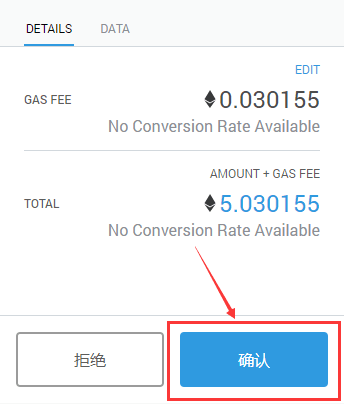 DETAILS DATA
EDIT
GAS FEE 0.030155
No Conversion Rate Available
AMOUNT + GAS FEE
TOTAL 5.030155
No Conversion Rate Available
拒绝 确认